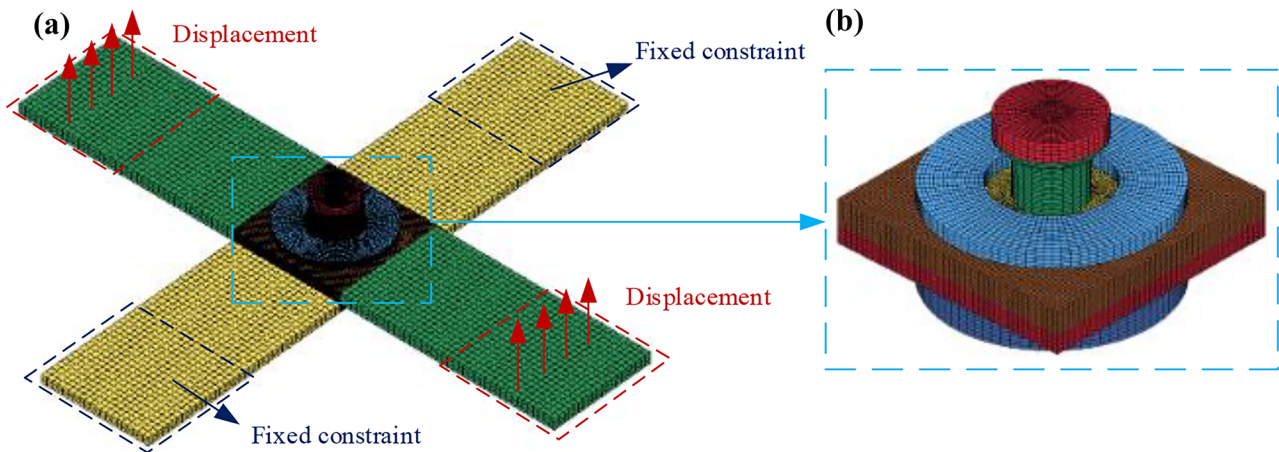 (a)
Displacement
Fixed constraint
(b)
Displacement
Fixed constraint